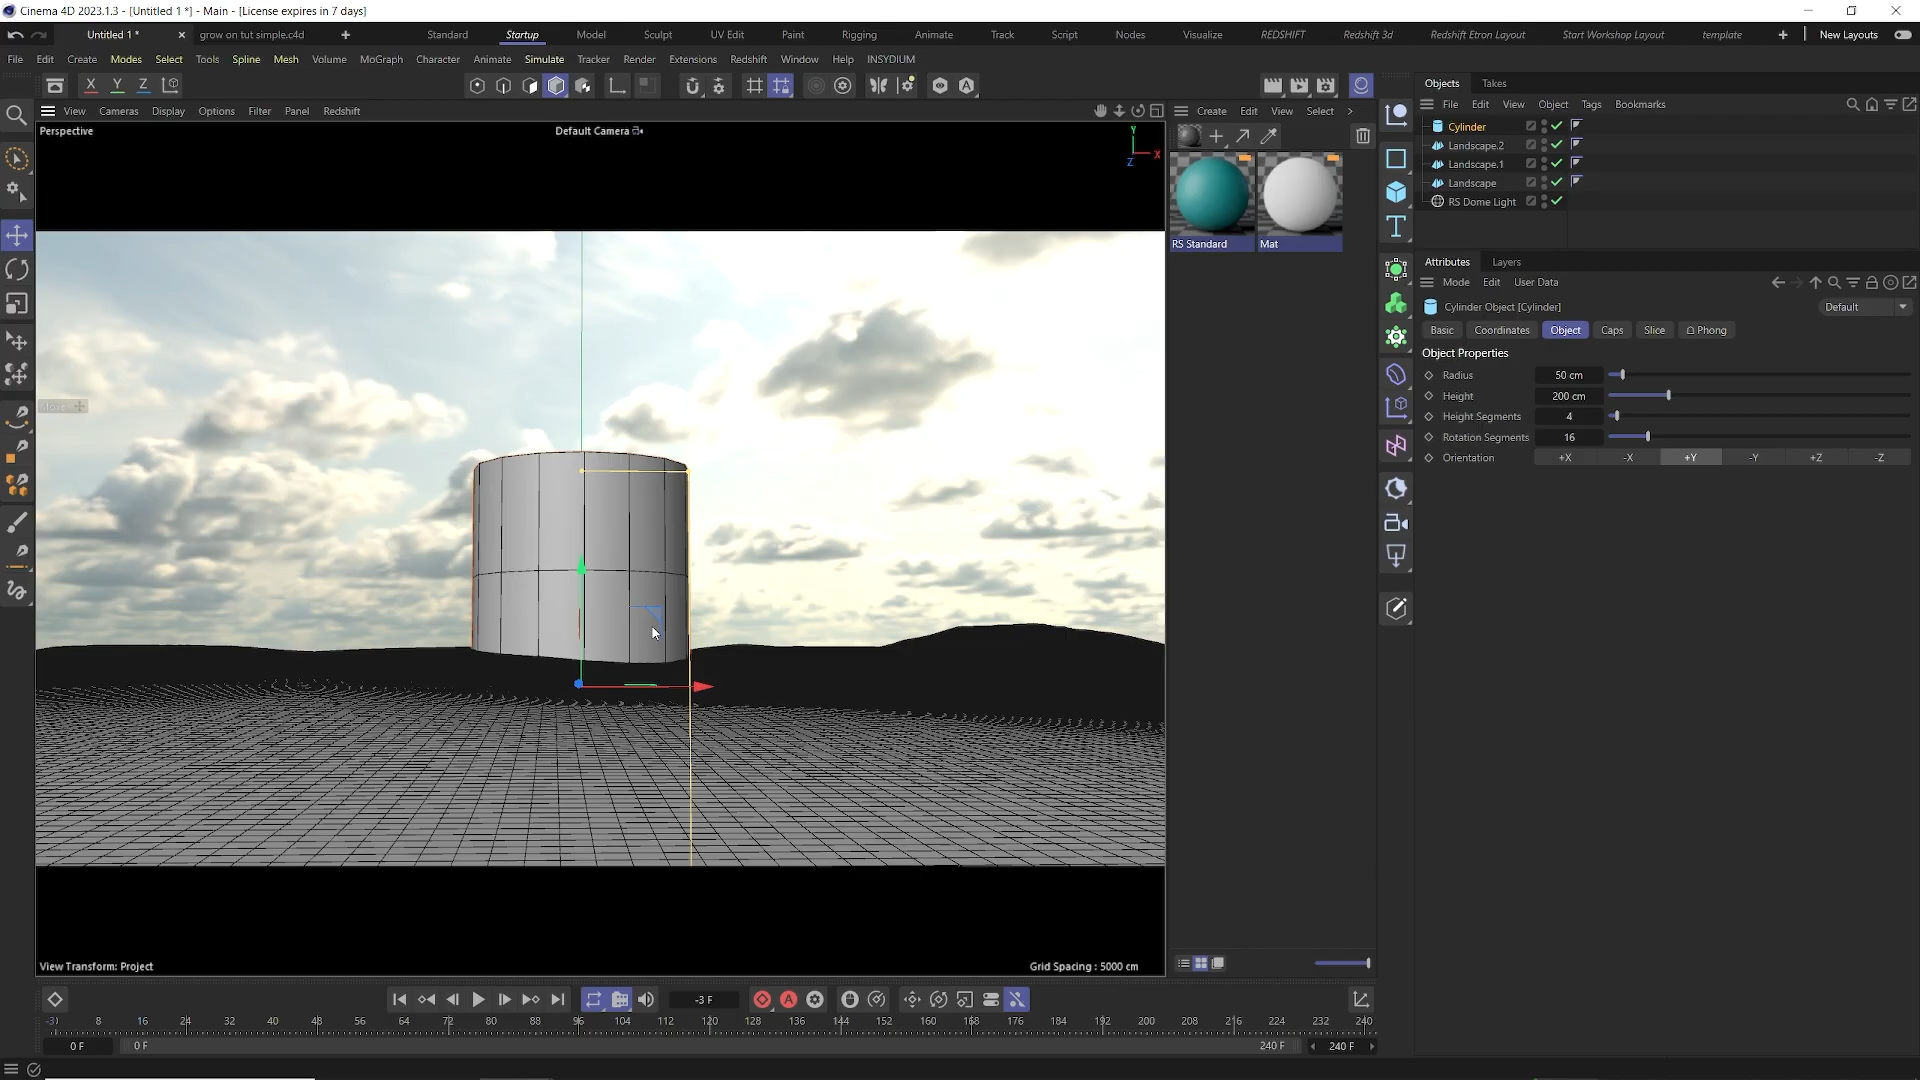 Cinema 4D 2023.1.3 - [Untitled 1 *] - Main - [License expires in 7 days]
Untitled 1 * grow on tut simple.c4d Standard Startup Model Sculpt UV Edit Paint Rigging Animate Track Script Nodes Visualize REDSHIFT Redshift 3d Redshift Etron Layout Start Workshop Layout template New Layouts
File Edit Create Modes Select Tools Spline Mesh Volume MoGraph Character Animate Simulate Tracker Render Extensions Redshift Window Help INSYDIUM
X Y Z
Objects Takes
View Cameras Display Options Filter Panel Redshift
Create Edit View Select
File Edit View Object Tags Bookmarks
Perspective
Default Camera
Y
X
Z
RS Standard
Mat
Cylinder
Landscape.2
Landscape.1
Landscape
RS Dome Light
Attributes Layers
Mode Edit User Data
Cylinder Object [Cylinder]
Default
Basic Coordinates Object Caps Slice Phong
Object Properties
Radius 50 cm
Height 200 cm
Height Segments 4
Rotation Segments 16
Orientation +X -X +Y -Y +Z -Z
Move
View Transform: Project
Grid Spacing : 5000 cm
-3 F
8 16 24 32 40 48 56 64 72 80 88 96 104 112 120 128 136 144 152 160 168 176 184 192 200 208 216 224 232 240
0 F 0 F 240 F 240 F